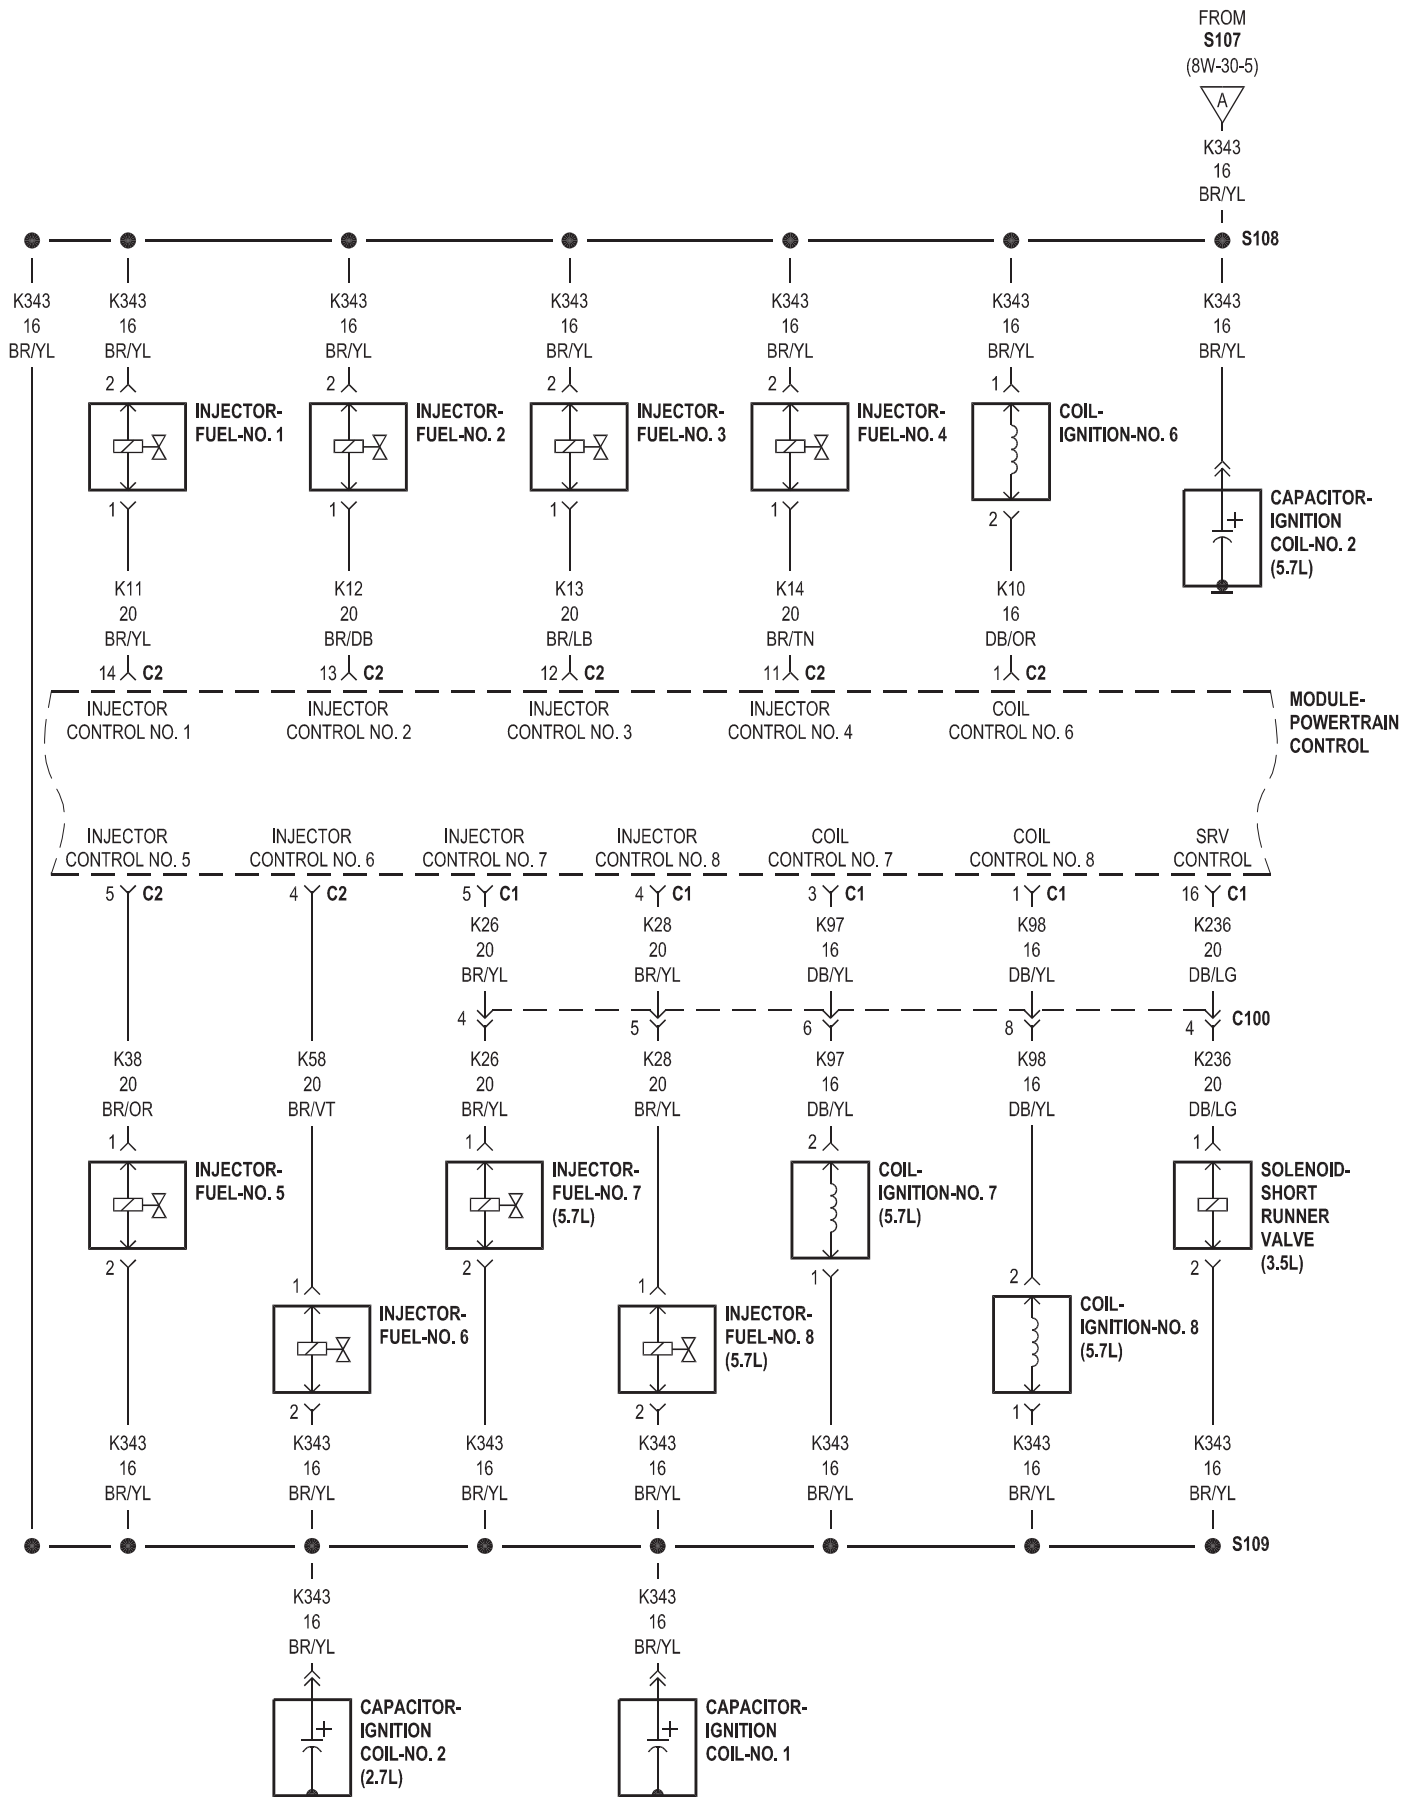 FROM
S107
(8W-30-5)
A
K343
16
BR/YL
S108
K343 K343 K343 K343 K343 K343 K343
16 16 16 16 16 16 16
BR/YL BR/YL BR/YL BR/YL BR/YL BR/YL BR/YL
2 2 2 2 1
INJECTOR-
FUEL-NO. 1
INJECTOR-
FUEL-NO. 2
INJECTOR-
FUEL-NO. 3
INJECTOR-
FUEL-NO. 4
COIL-
IGNITION-NO. 6
+
CAPACITOR-
IGNITION
COIL-NO. 2
(5.7L)
1 1 1 1 2
K11 K12 K13 K14 K10
20 20 20 20 16
BR/YL BR/DB BR/LB BR/TN DB/OR
14 C2 13 C2 12 C2 11 C2 1 C2
INJECTOR
CONTROL NO. 1
INJECTOR
CONTROL NO. 2
INJECTOR
CONTROL NO. 3
INJECTOR
CONTROL NO. 4
COIL
CONTROL NO. 6
MODULE-
POWERTRAIN
CONTROL
INJECTOR
CONTROL NO. 5
INJECTOR
CONTROL NO. 6
INJECTOR
CONTROL NO. 7
INJECTOR
CONTROL NO. 8
COIL
CONTROL NO. 7
COIL
CONTROL NO. 8
SRV
CONTROL
5 C2 4 C2 5 C1 4 C1 3 C1 1 C1 16 C1
K26 K28 K97 K98 K236
20 20 16 16 20
BR/YL BR/YL DB/YL DB/YL DB/LG
4 5 6 8 4 C100
K38 K58 K26 K28 K97 K98 K236
20 20 20 20 16 16 20
BR/OR BR/VT BR/YL BR/YL DB/YL DB/YL DB/LG
1 1 2 1
INJECTOR-
FUEL-NO. 5
INJECTOR-
FUEL-NO. 7
(5.7L)
COIL-
IGNITION-NO. 7
(5.7L)
SOLENOID-
SHORT
RUNNER
VALVE
(3.5L)
2 2 1 2
1 1 2
INJECTOR-
FUEL-NO. 6
INJECTOR-
FUEL-NO. 8
(5.7L)
COIL-
IGNITION-NO. 8
(5.7L)
2 2 1
K343 K343 K343 K343 K343 K343 K343
16 16 16 16 16 16 16
BR/YL BR/YL BR/YL BR/YL BR/YL BR/YL BR/YL
S109
K343 K343
16 16
BR/YL BR/YL
+
CAPACITOR-
IGNITION
COIL-NO. 2
(2.7L)
+
CAPACITOR-
IGNITION
COIL-NO. 1